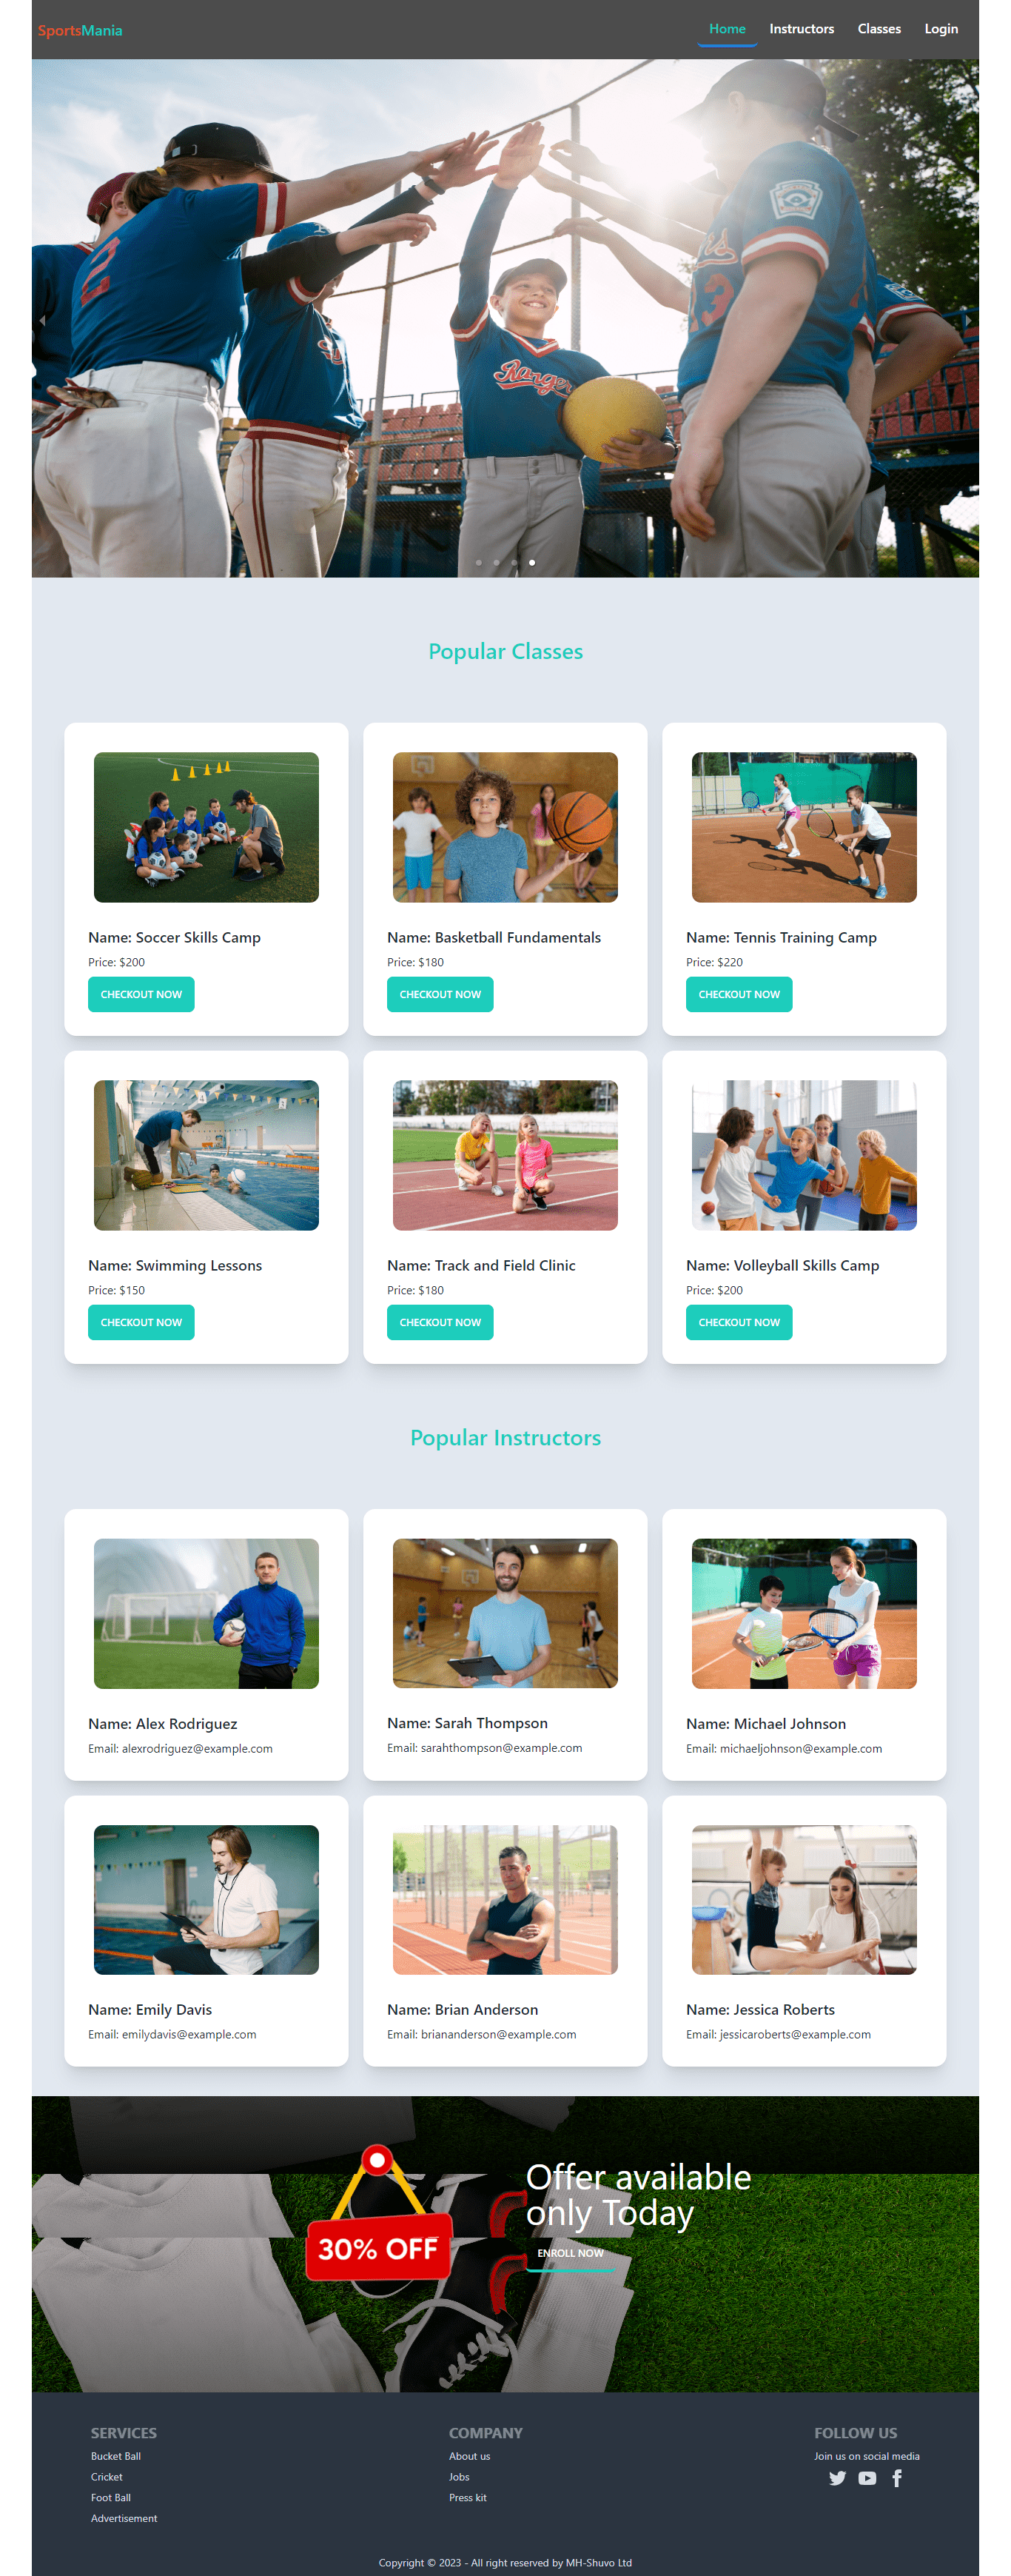 SportsMania
Home Instructors Classes Login
Ranger
Popular Classes
Name: Soccer Skills Camp
Price: $200
CHECKOUT NOW
Name: Basketball Fundamentals
Price: $180
CHECKOUT NOW
Name: Tennis Training Camp
Price: $220
CHECKOUT NOW
Name: Swimming Lessons
Price: $150
CHECKOUT NOW
Name: Track and Field Clinic
Price: $180
CHECKOUT NOW
Name: Volleyball Skills Camp
Price: $200
CHECKOUT NOW
Popular Instructors
Name: Alex Rodriguez
Email: alexrodriguez@example.com
Name: Sarah Thompson
Email: sarahthompson@example.com
Name: Michael Johnson
Email: michaeljohnson@example.com
Name: Emily Davis
Email: emilydavis@example.com
Name: Brian Anderson
Email: briananderson@example.com
Name: Jessica Roberts
Email: jessicaroberts@example.com
30% OFF
Offer available
only Today
ENROLL NOW
SERVICES
Bucket Ball
Cricket
Foot Ball
Advertisement
COMPANY
About us
Jobs
Press kit
FOLLOW US
Join us on social media
Copyright © 2023 - All right reserved by MH-Shuvo Ltd